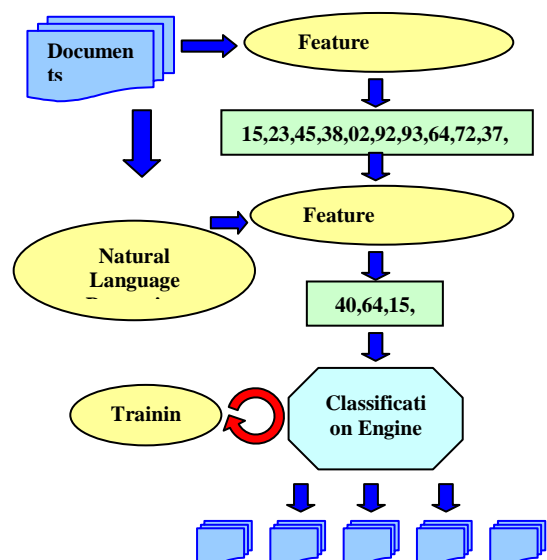 Documen
ts
Feature
15,23,45,38,02,92,93,64,72,37,
Feature
Natural
Language
40,64,15,
Trainin
Classificati
on Engine